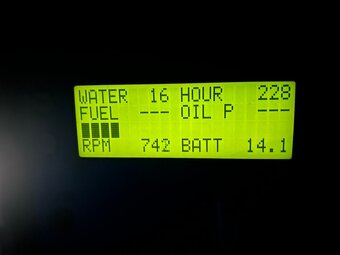 WATER 16 HOUR 228
FUEL --- OIL P ---
RPM 742 BATT 14.1